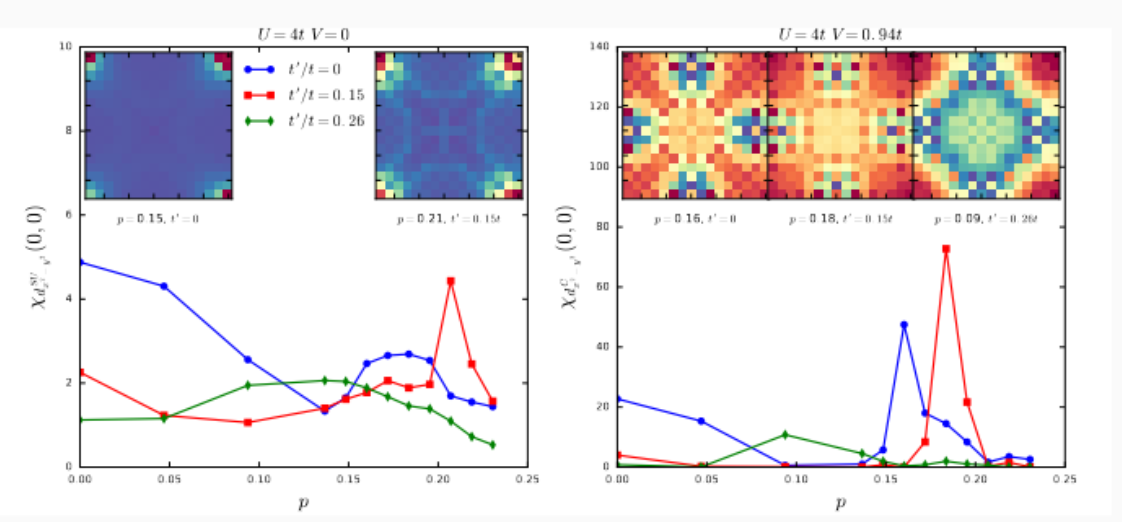 U = 4t V = 0
10
8
6
4
2
0
0.00 0.05 0.10 0.15 0.20 0.25
p
t′/t = 0
t′/t = 0.15
t′/t = 0.26
p = 0.15, t′ = 0
p = 0.21, t′ = 0.15t
U = 4t V = 0.94t
140
120
100
80
60
40
20
0
0.00 0.05 0.10 0.15 0.20 0.25
p
p = 0.16, t′ = 0
p = 0.18, t′ = 0.15t
p = 0.09, t′ = 0.26t